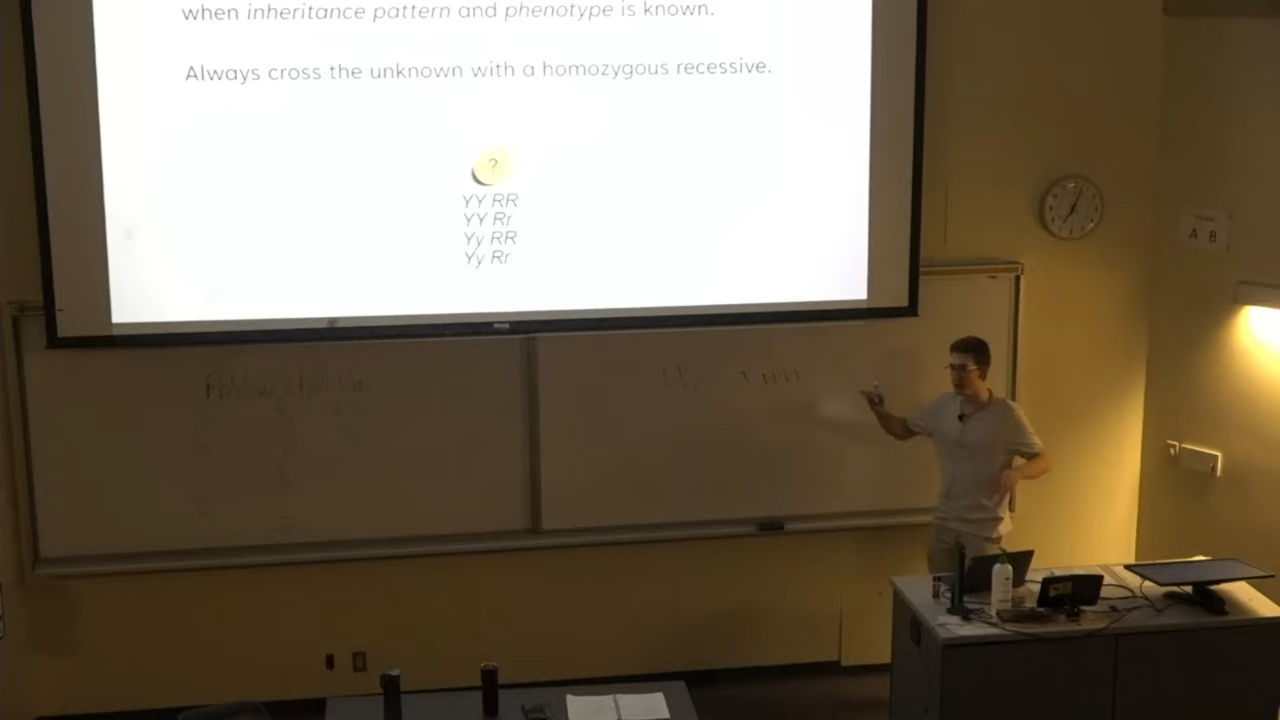 when inheritance pattern and phenotype is known.
Always cross the unknown with a homozygous recessive.
?
YY RR
YY Rr
Yy RR
Yy Rr
A B